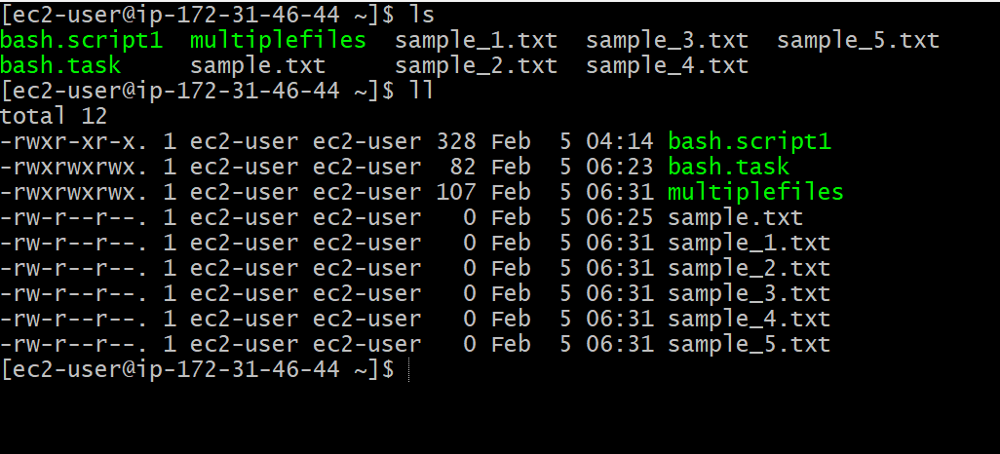 [ec2-user@ip-172-31-46-44 ~]$ ls
bash.script1  multiplefiles  sample_1.txt  sample_3.txt  sample_5.txt
bash.task     sample.txt     sample_2.txt  sample_4.txt
[ec2-user@ip-172-31-46-44 ~]$ ll
total 12
-rwxr-xr-x. 1 ec2-user ec2-user 328 Feb  5 04:14 bash.script1
-rwxrwxrwx. 1 ec2-user ec2-user  82 Feb  5 06:23 bash.task
-rwxrwxrwx. 1 ec2-user ec2-user 107 Feb  5 06:31 multiplefiles
-rw-r--r--. 1 ec2-user ec2-user   0 Feb  5 06:25 sample.txt
-rw-r--r--. 1 ec2-user ec2-user   0 Feb  5 06:31 sample_1.txt
-rw-r--r--. 1 ec2-user ec2-user   0 Feb  5 06:31 sample_2.txt
-rw-r--r--. 1 ec2-user ec2-user   0 Feb  5 06:31 sample_3.txt
-rw-r--r--. 1 ec2-user ec2-user   0 Feb  5 06:31 sample_4.txt
-rw-r--r--. 1 ec2-user ec2-user   0 Feb  5 06:31 sample_5.txt
[ec2-user@ip-172-31-46-44 ~]$